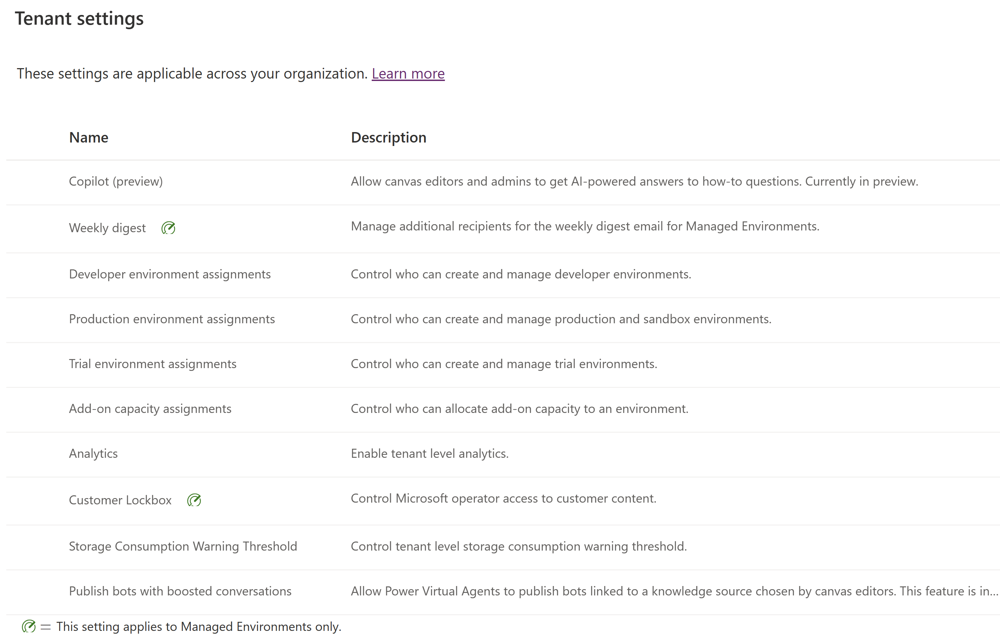 Tenant settings
These settings are applicable across your organization. Learn more
Name Description
Copilot (preview) Allow canvas editors and admins to get AI-powered answers to how-to questions. Currently in preview.
Weekly digest Manage additional recipients for the weekly digest email for Managed Environments.
Developer environment assignments Control who can create and manage developer environments.
Production environment assignments Control who can create and manage production and sandbox environments.
Trial environment assignments Control who can create and manage trial environments.
Add-on capacity assignments Control who can allocate add-on capacity to an environment.
Analytics Enable tenant level analytics.
Customer Lockbox Control Microsoft operator access to customer content.
Storage Consumption Warning Threshold Control tenant level storage consumption warning threshold.
Publish bots with boosted conversations Allow Power Virtual Agents to publish bots linked to a knowledge source chosen by canvas editors. This feature is in...
= This setting applies to Managed Environments only.